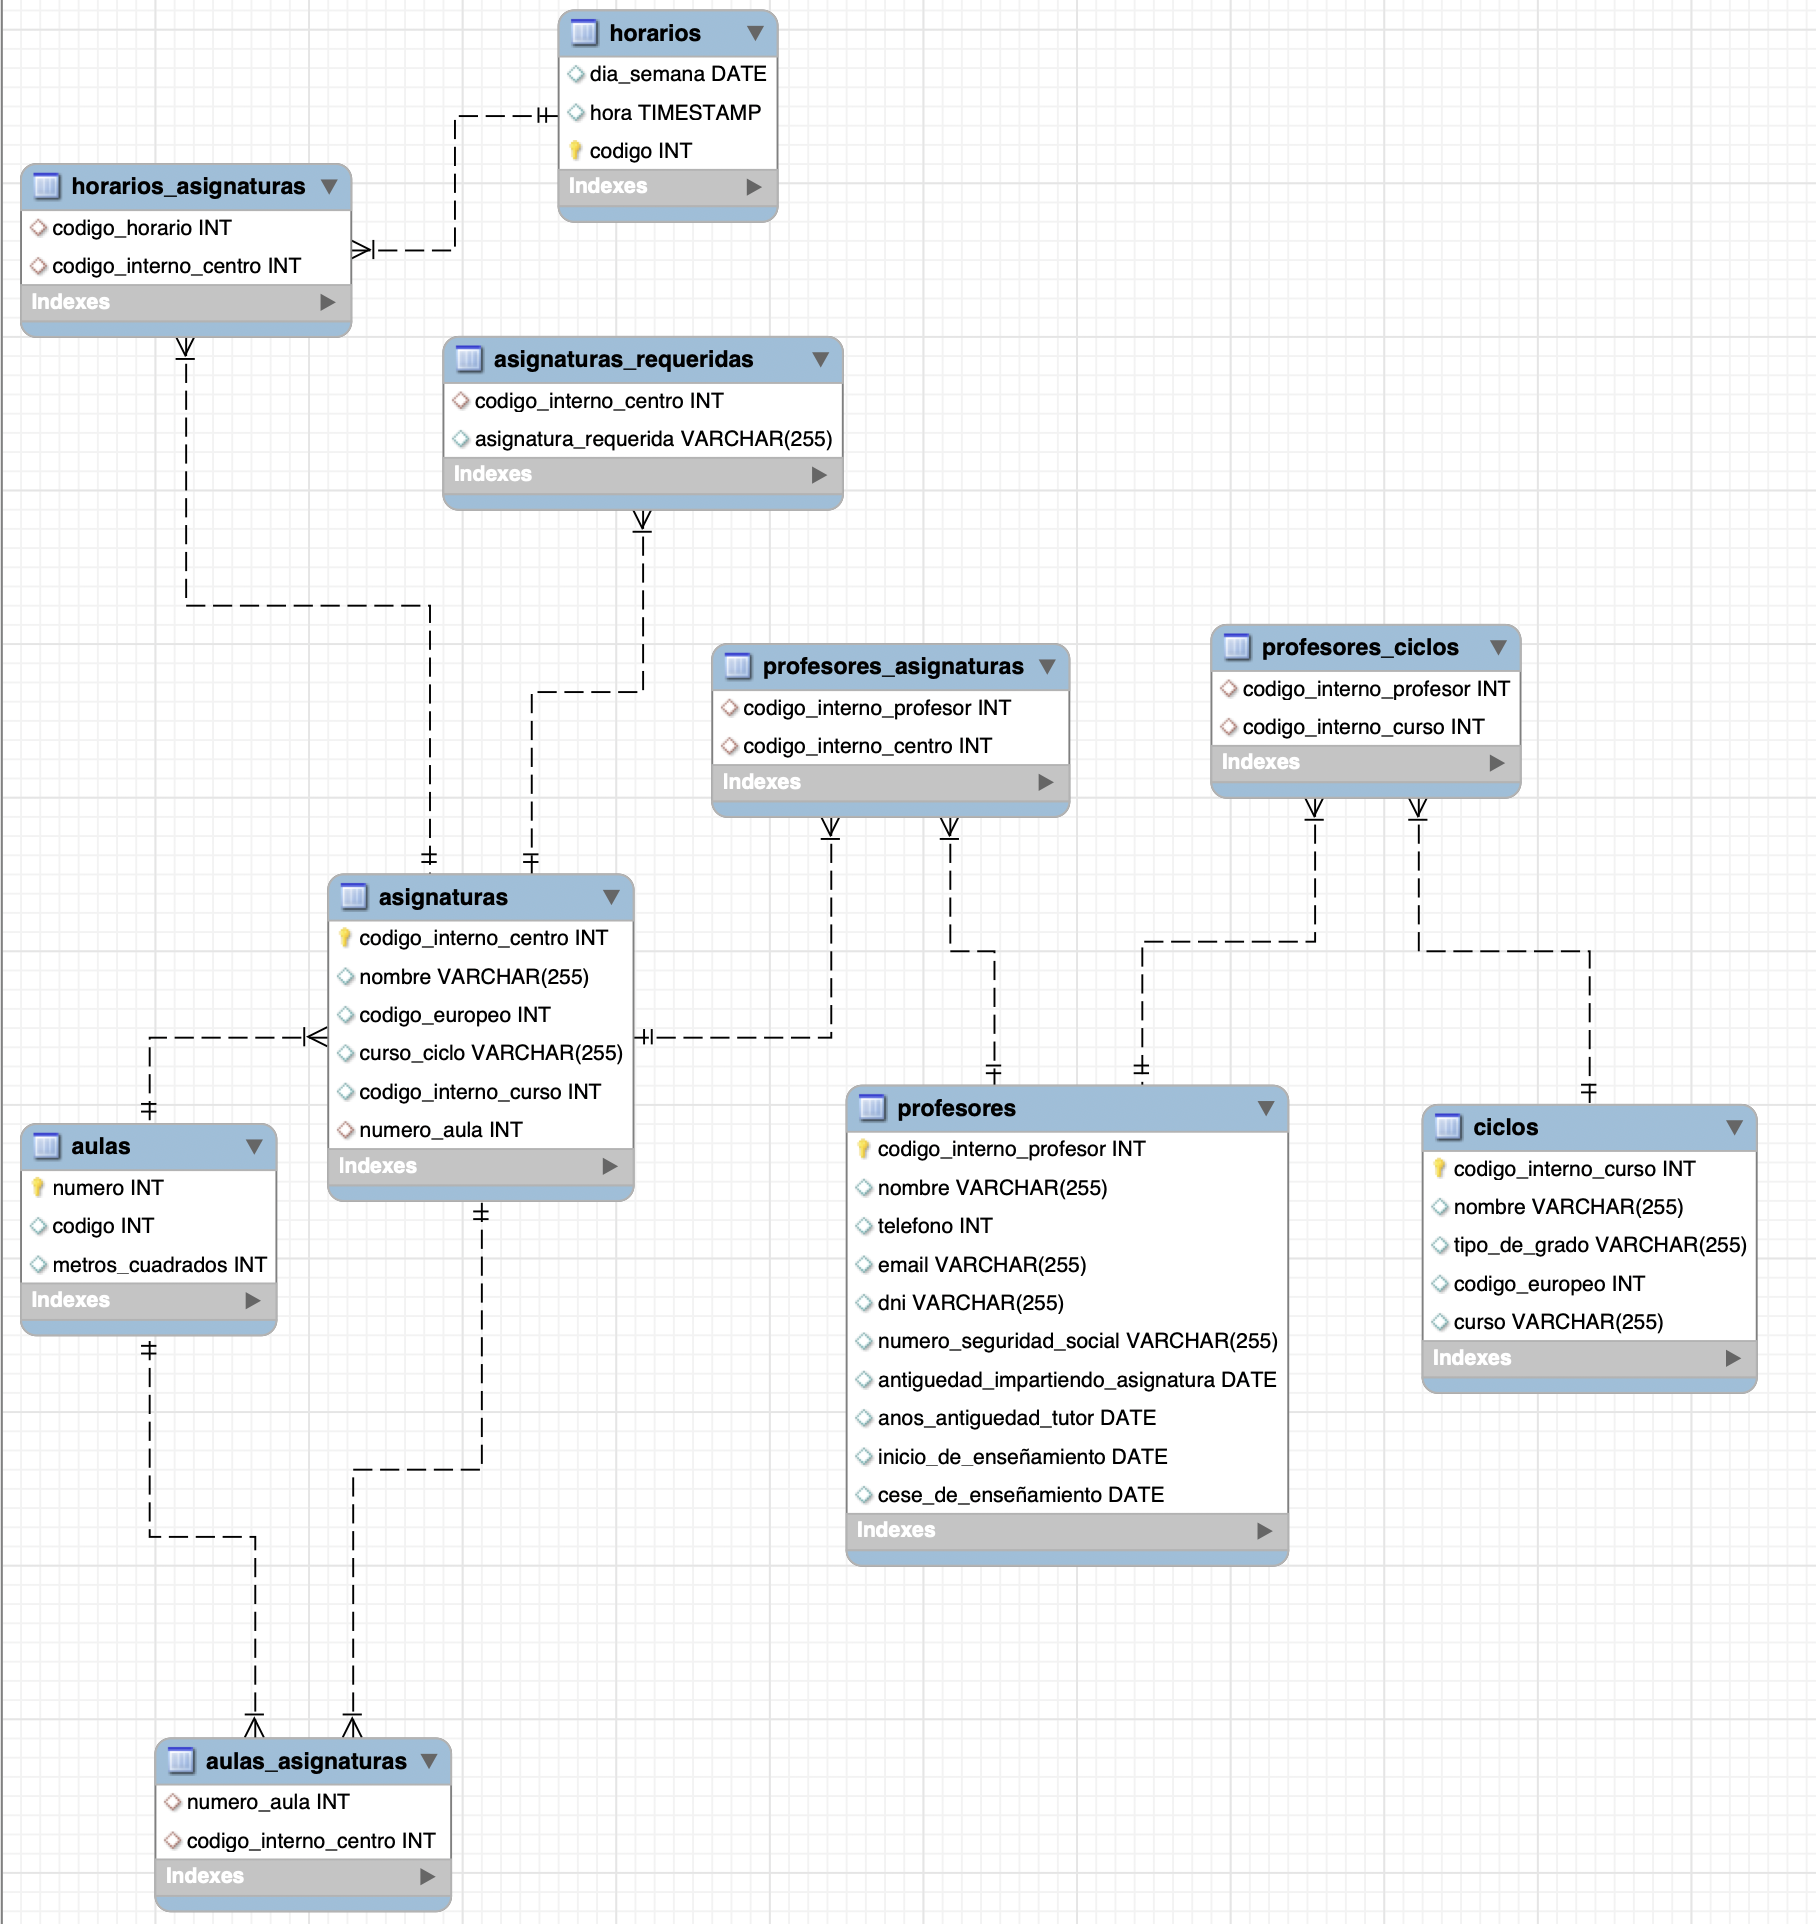 horarios
dia_semana DATE
hora TIMESTAMP
codigo INT
Indexes
horarios_asignaturas
codigo_horario INT
codigo_interno_centro INT
Indexes
asignaturas_requeridas
codigo_interno_centro INT
asignatura_requerida VARCHAR(255)
Indexes
profesores_asignaturas
codigo_interno_profesor INT
codigo_interno_centro INT
Indexes
profesores_ciclos
codigo_interno_profesor INT
codigo_interno_curso INT
Indexes
asignaturas
codigo_interno_centro INT
nombre VARCHAR(255)
codigo_europeo INT
curso_ciclo VARCHAR(255)
codigo_interno_curso INT
numero_aula INT
Indexes
aulas
numero INT
codigo INT
metros_cuadrados INT
Indexes
profesores
codigo_interno_profesor INT
nombre VARCHAR(255)
telefono INT
email VARCHAR(255)
dni VARCHAR(255)
numero_seguridad_social VARCHAR(255)
antiguedad_impartiendo_asignatura DATE
anos_antiguedad_tutor DATE
inicio_de_enseñamiento DATE
cese_de_enseñamiento DATE
Indexes
ciclos
codigo_interno_curso INT
nombre VARCHAR(255)
tipo_de_grado VARCHAR(255)
codigo_europeo INT
curso VARCHAR(255)
Indexes
aulas_asignaturas
numero_aula INT
codigo_interno_centro INT
Indexes